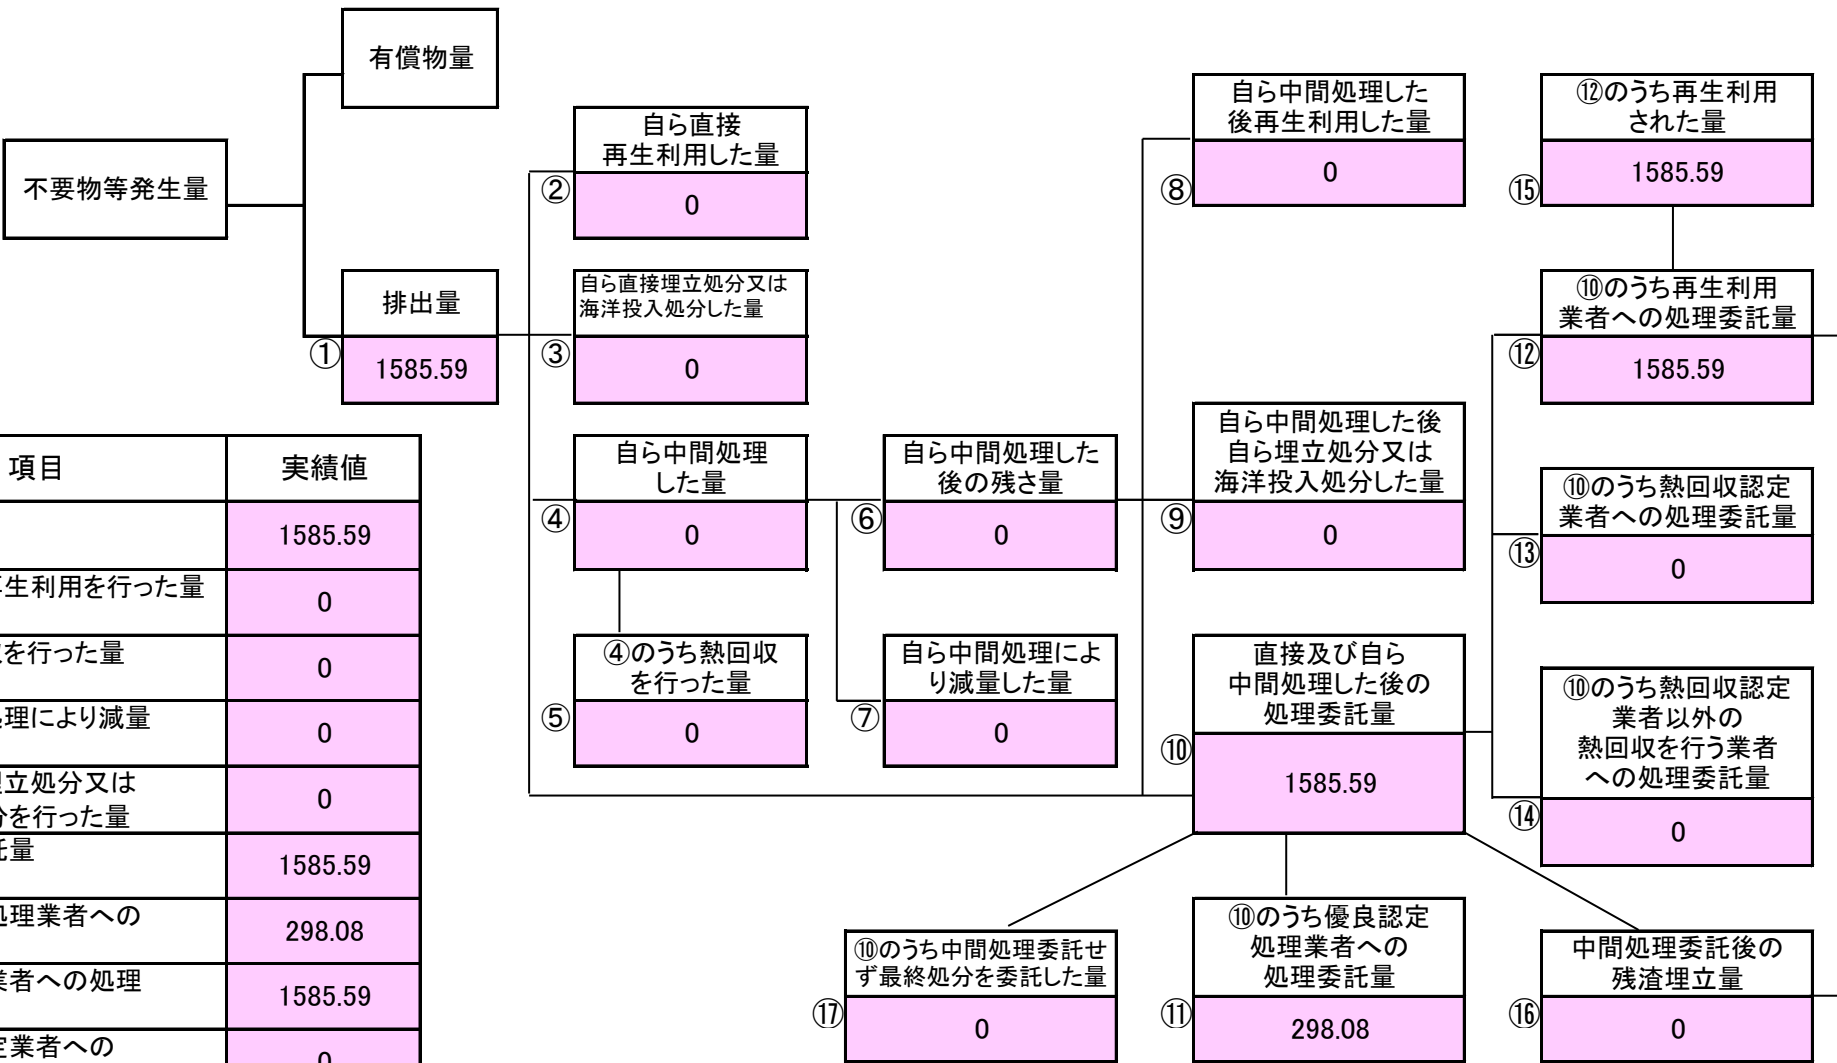 有償物量
不要物等発生量
排出量
①
1585.59
自ら直接
再生利用した量
②
0
自ら直接埋立処分又は
海洋投入処分した量
③
0
自ら中間処理
した量
④
0
④のうち熱回収
を行った量
⑤
0
自ら中間処理した
後の残さ量
⑥
0
自ら中間処理によ
り減量した量
⑦
0
自ら中間処理した
後再生利用した量
⑧
0
自ら中間処理した後
自ら埋立処分又は
海洋投入処分した量
⑨
0
直接及び自ら
中間処理した後の
処理委託量
⑩
1585.59
⑫のうち再生利用
された量
⑮
1585.59
⑩のうち再生利用
業者への処理委託量
⑫
1585.59
⑩のうち熱回収認定
業者への処理委託量
⑬
0
⑩のうち熱回収認定
業者以外の
熱回収を行う業者
への処理委託量
⑭
0
⑩のうち中間処理委託せ
ず最終処分を委託した量
⑰
0
⑩のうち優良認定
処理業者への
処理委託量
⑪
298.08
中間処理委託後の
残渣埋立量
⑯
0
項目 実績値
1585.59
生利用を行った量
0
を行った量
0
理により減量
0
立処分又は
を行った量
0
量
1585.59
処理業者への
298.08
業者への処理
1585.59
業者への
0